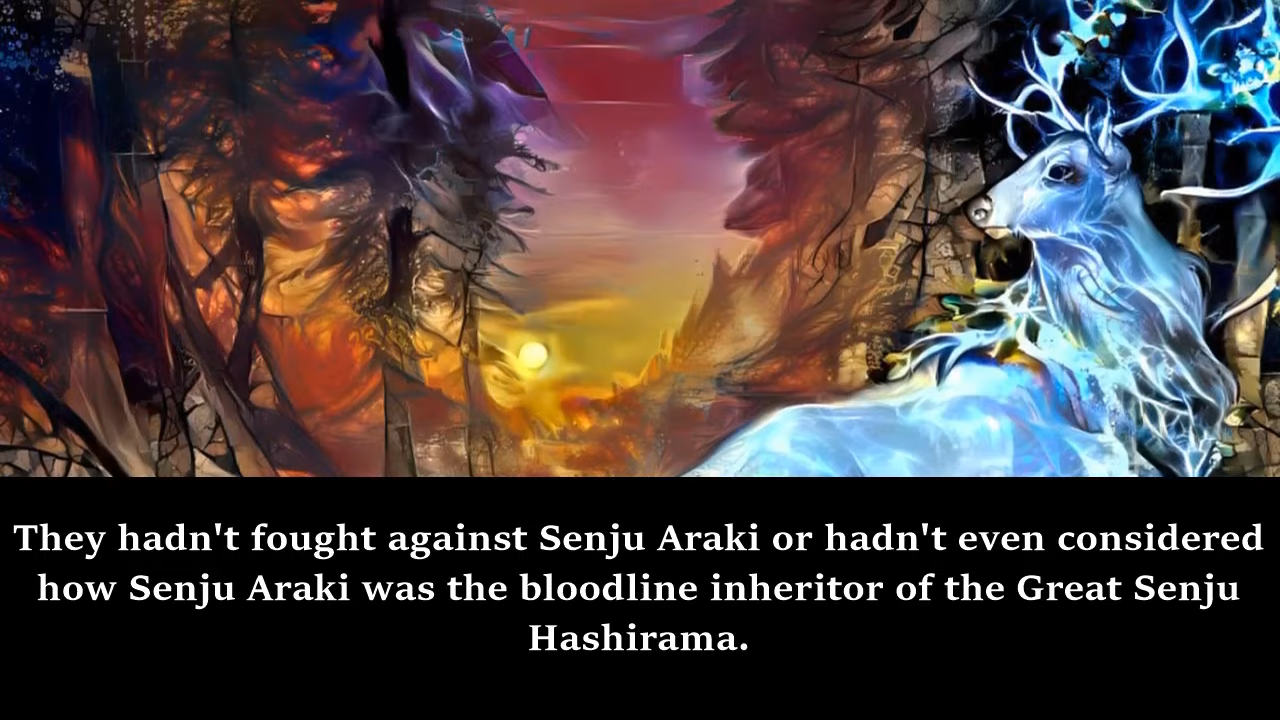 They hadn't fought against Senju Araki or hadn't even considered
how Senju Araki was the bloodline inheritor of the Great Senju
Hashirama.